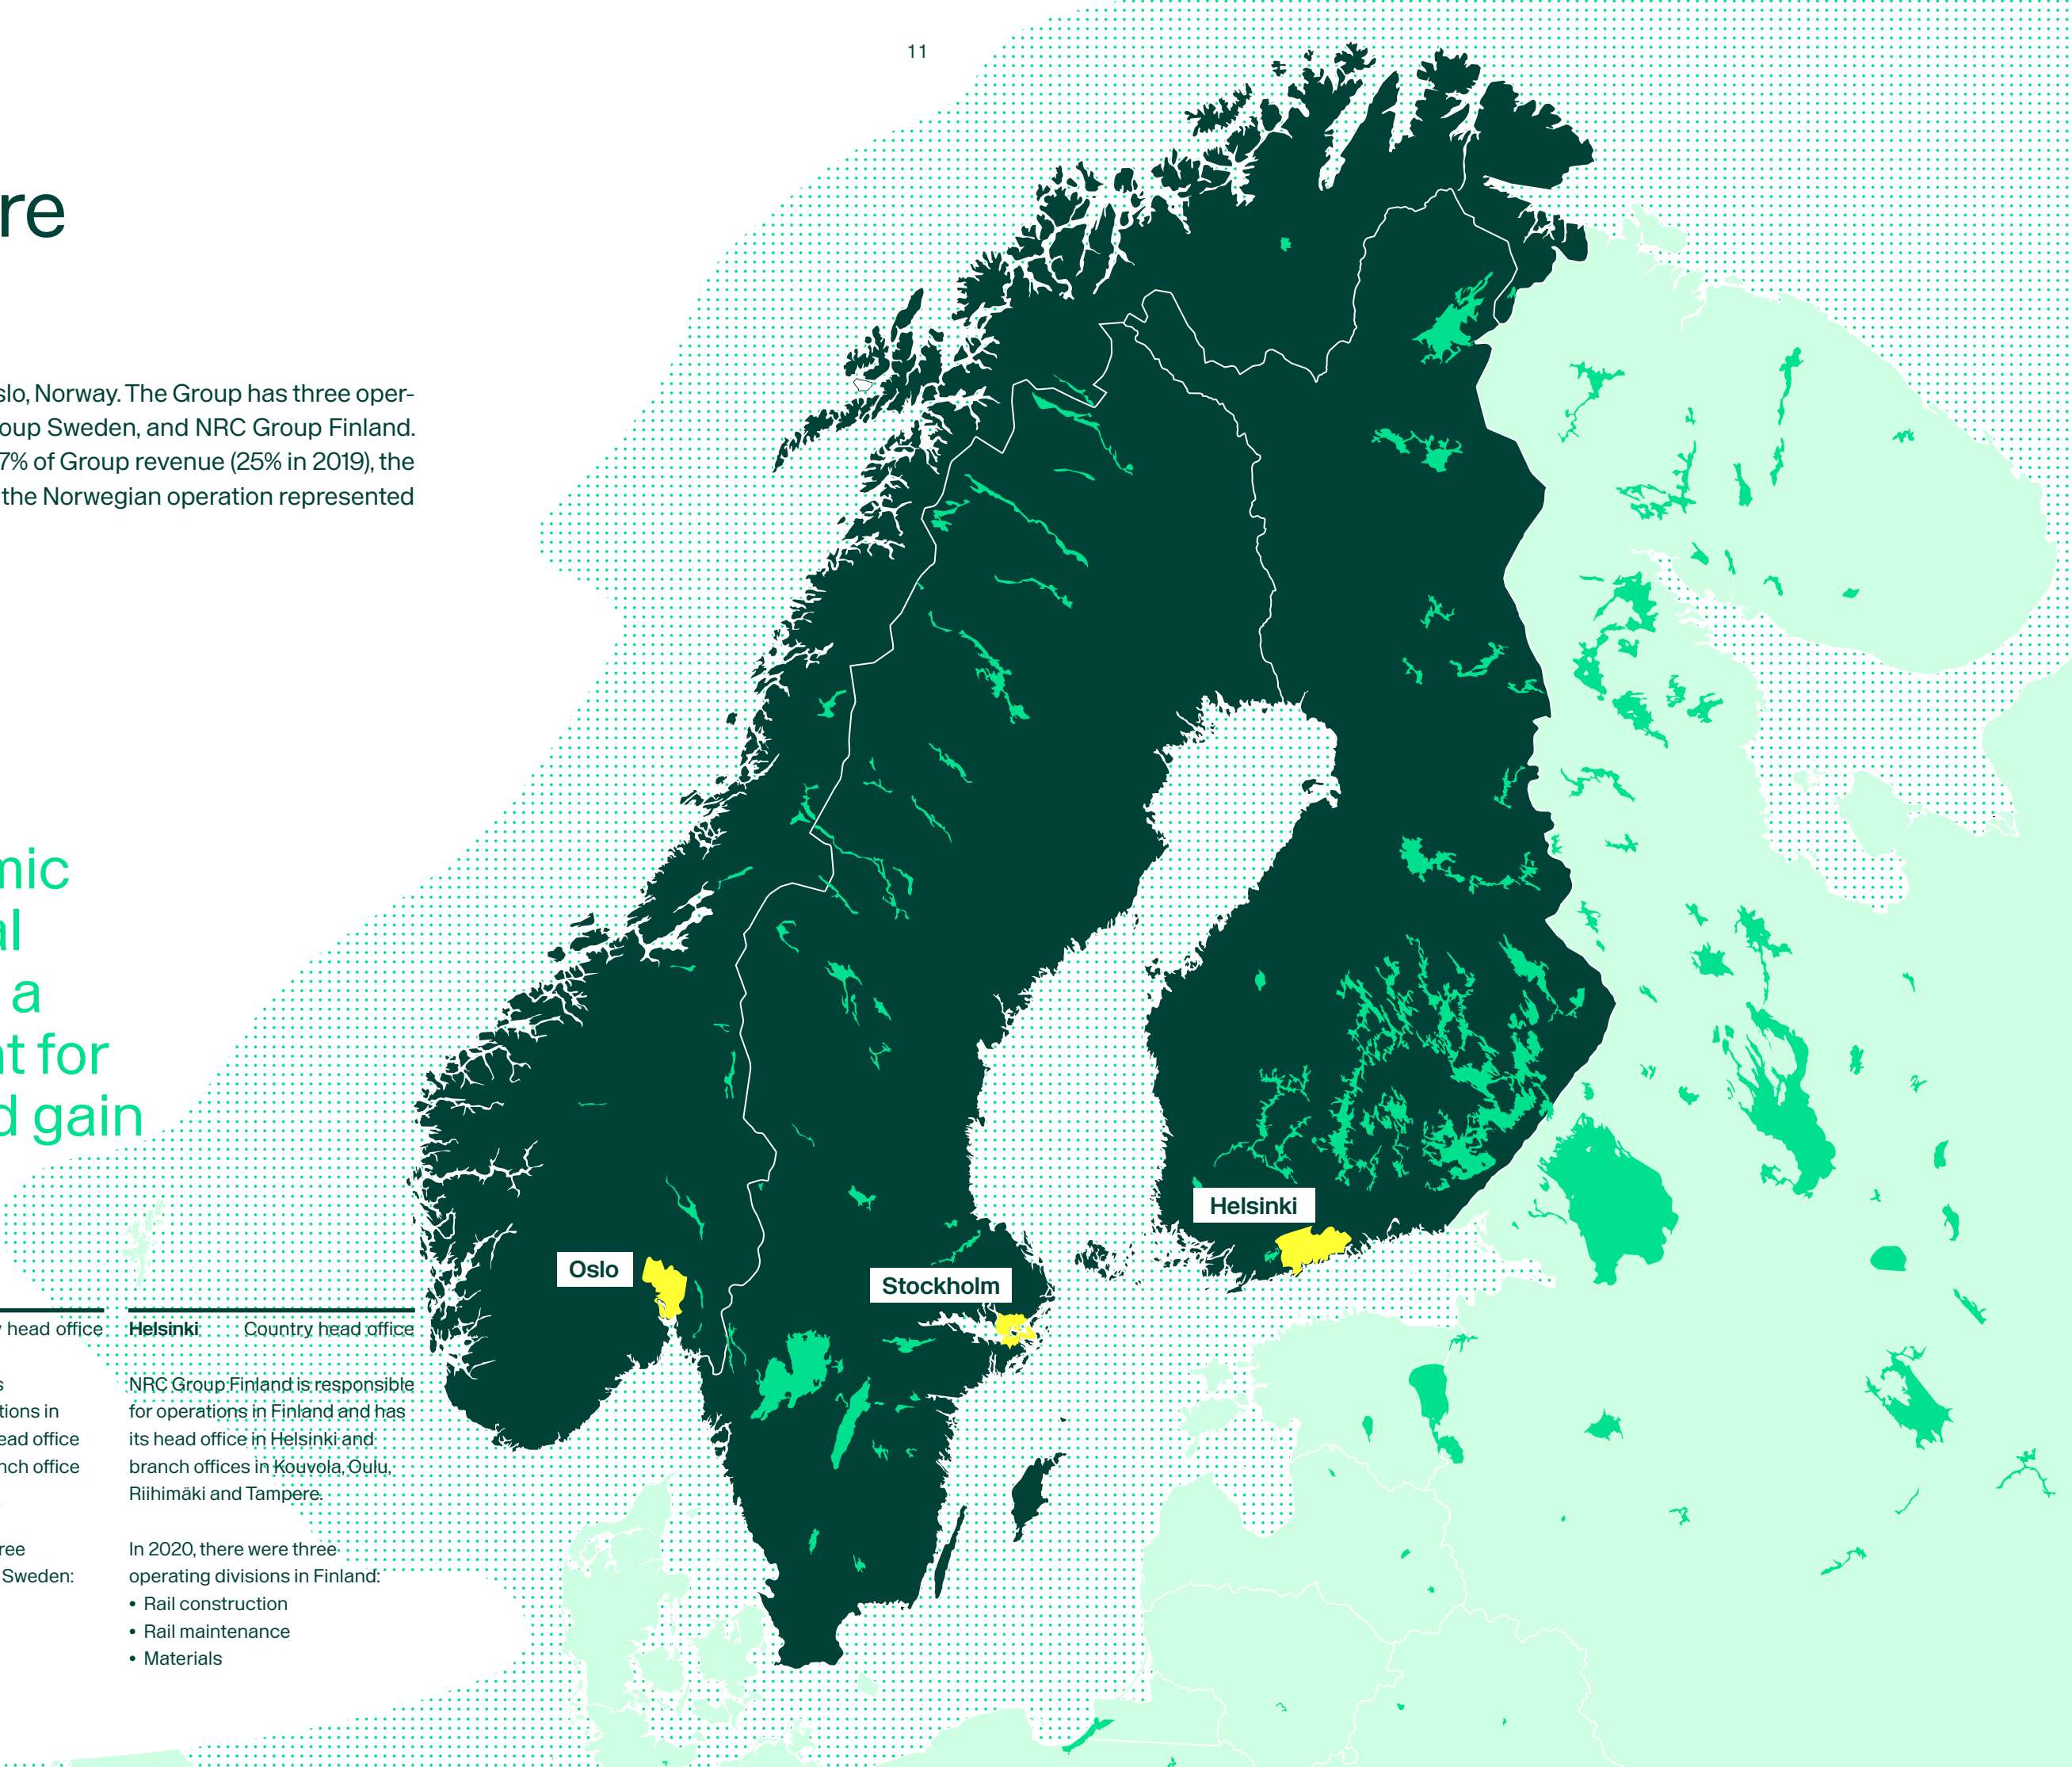 11
re
slo, Norway. The Group has three oper-
oup Sweden, and NRC Group Finland.
7% of Group revenue (25% in 2019), the
the Norwegian operation represented
mic
al
a
nt for
d gain
Helsinki
Oslo
Stockholm
head office
Helsinki Country head office
s
tions in
ead office
nch office
NRC Group Finland is responsible
for operations in Finland and has
its head office in Helsinki and
branch offices in Kouvola, Oulu,
Riihimäki and Tampere.
ree
Sweden:
In 2020, there were three
operating divisions in Finland:
• Rail construction
• Rail maintenance
• Materials